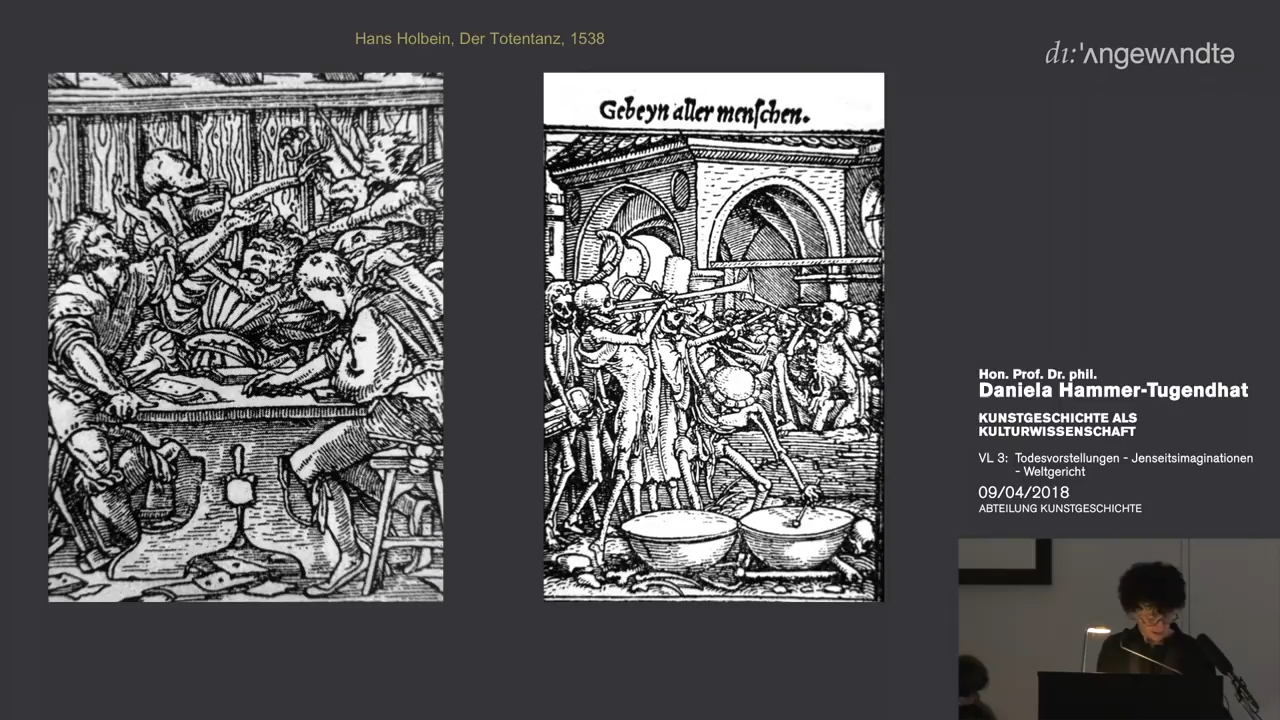 Hans Holbein, Der Totentanz, 1538
dı:'ʌngewʌndtə
Gebeyn aller menſchen.
Hon. Prof. Dr. phil.
Daniela Hammer-Tugendhat
KUNSTGESCHICHTE ALS
KULTURWISSENSCHAFT
VL 3: Todesvorstellungen - Jenseitsimaginationen
- Weltgericht
09/04/2018
ABTEILUNG KUNSTGESCHICHTE